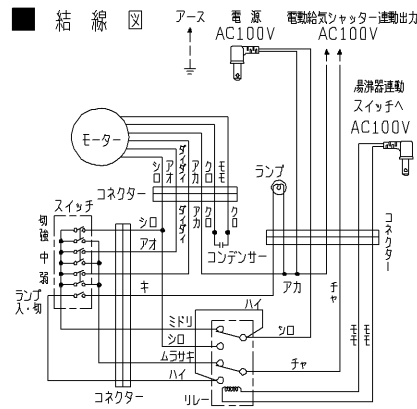 ■ 結線図
アース
電源
AC100V
電動給気シャッター連動出力
AC100V
湯沸器連動
スイッチへ
AC100V
モーター
ランプ
シロ
アオ
ダイダイ
アカ
クロ
モモ
コネクター
スイッチ
ダイダイ
アカ
クロ
クロ
コネクター
切
強
中
弱
ランプ
入・切
シロ
アオ
コンデンサー
キ
アカ
チャ
ハイ
ミドリ
シロ
シロ
ムラサキ
チャ
ハイ
モモ
モモ
コネクター
リレー